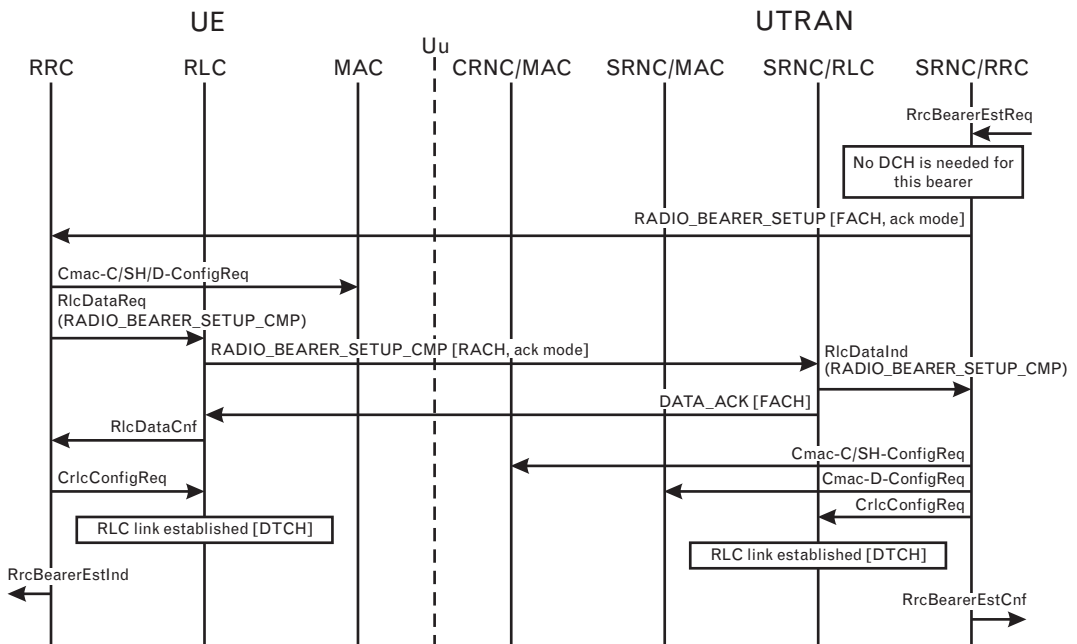 UE
UTRAN
Uu
RRC
RLC
MAC
CRNC/MAC
SRNC/MAC
SRNC/RLC
SRNC/RRC
RrcBearerEstReq
No DCH is needed for
this bearer
RADIO_BEARER_SETUP [FACH, ack mode]
Cmac-C/SH/D-ConfigReq
RlcDataReq
(RADIO_BEARER_SETUP_CMP)
RADIO_BEARER_SETUP_CMP [RACH, ack mode]
RlcDataInd
(RADIO_BEARER_SETUP_CMP)
DATA_ACK [FACH]
RlcDataCnf
Cmac-C/SH-ConfigReq
CrlcConfigReq
Cmac-D-ConfigReq
CrlcConfigReq
RLC link established [DTCH]
RLC link established [DTCH]
RrcBearerEstInd
RrcBearerEstCnf